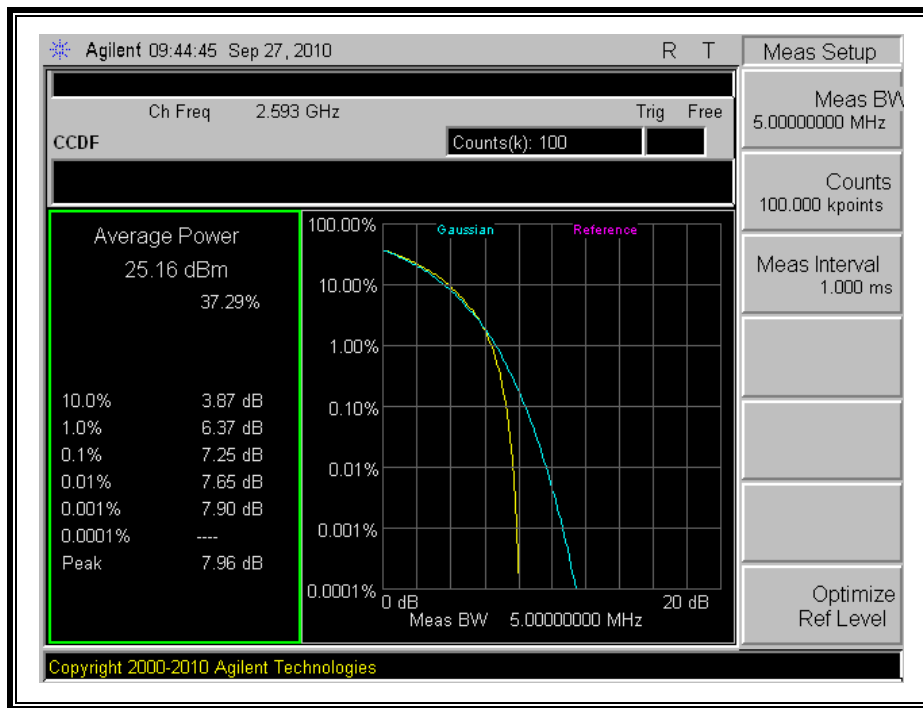 Agilent 09:44:45 Sep 27, 2010 R T
Ch Freq 2.593 GHz Trig Free
CCDF Counts(k): 100
Average Power
25.16 dBm
37.29%
10.0% 3.87 dB
1.0% 6.37 dB
0.1% 7.25 dB
0.01% 7.65 dB
0.001% 7.90 dB
0.0001% ----
Peak 7.96 dB
Gaussian Reference
100.00%
10.00%
1.00%
0.10%
0.01%
0.001%
0.0001%
0 dB 20 dB
Meas BW 5.00000000 MHz
Meas Setup
Meas BW
5.00000000 MHz
Counts
100.000 kpoints
Meas Interval
1.000 ms
Optimize
Ref Level
Copyright 2000-2010 Agilent Technologies